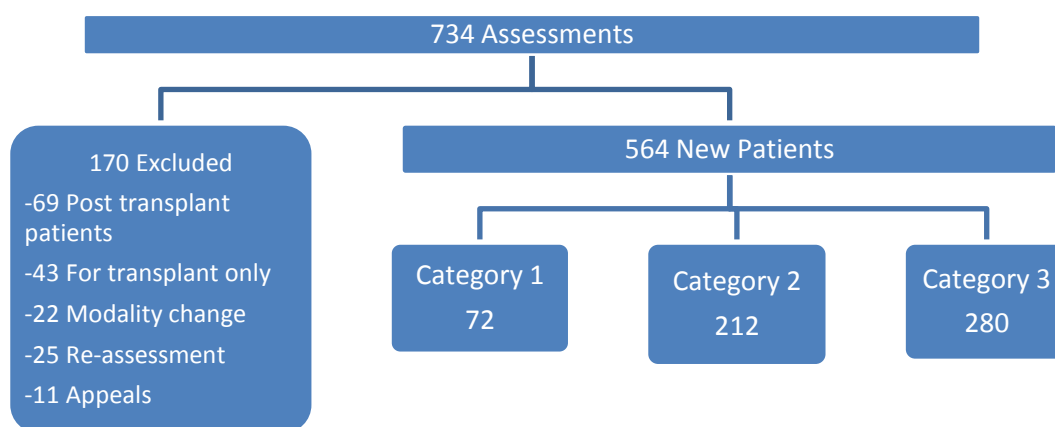 734 Assessments
170 Excluded
-69 Post transplant
patients
-43 For transplant only
-22 Modality change
-25 Re-assessment
-11 Appeals
564 New Patients
Category 1
72
Category 2
212
Category 3
280